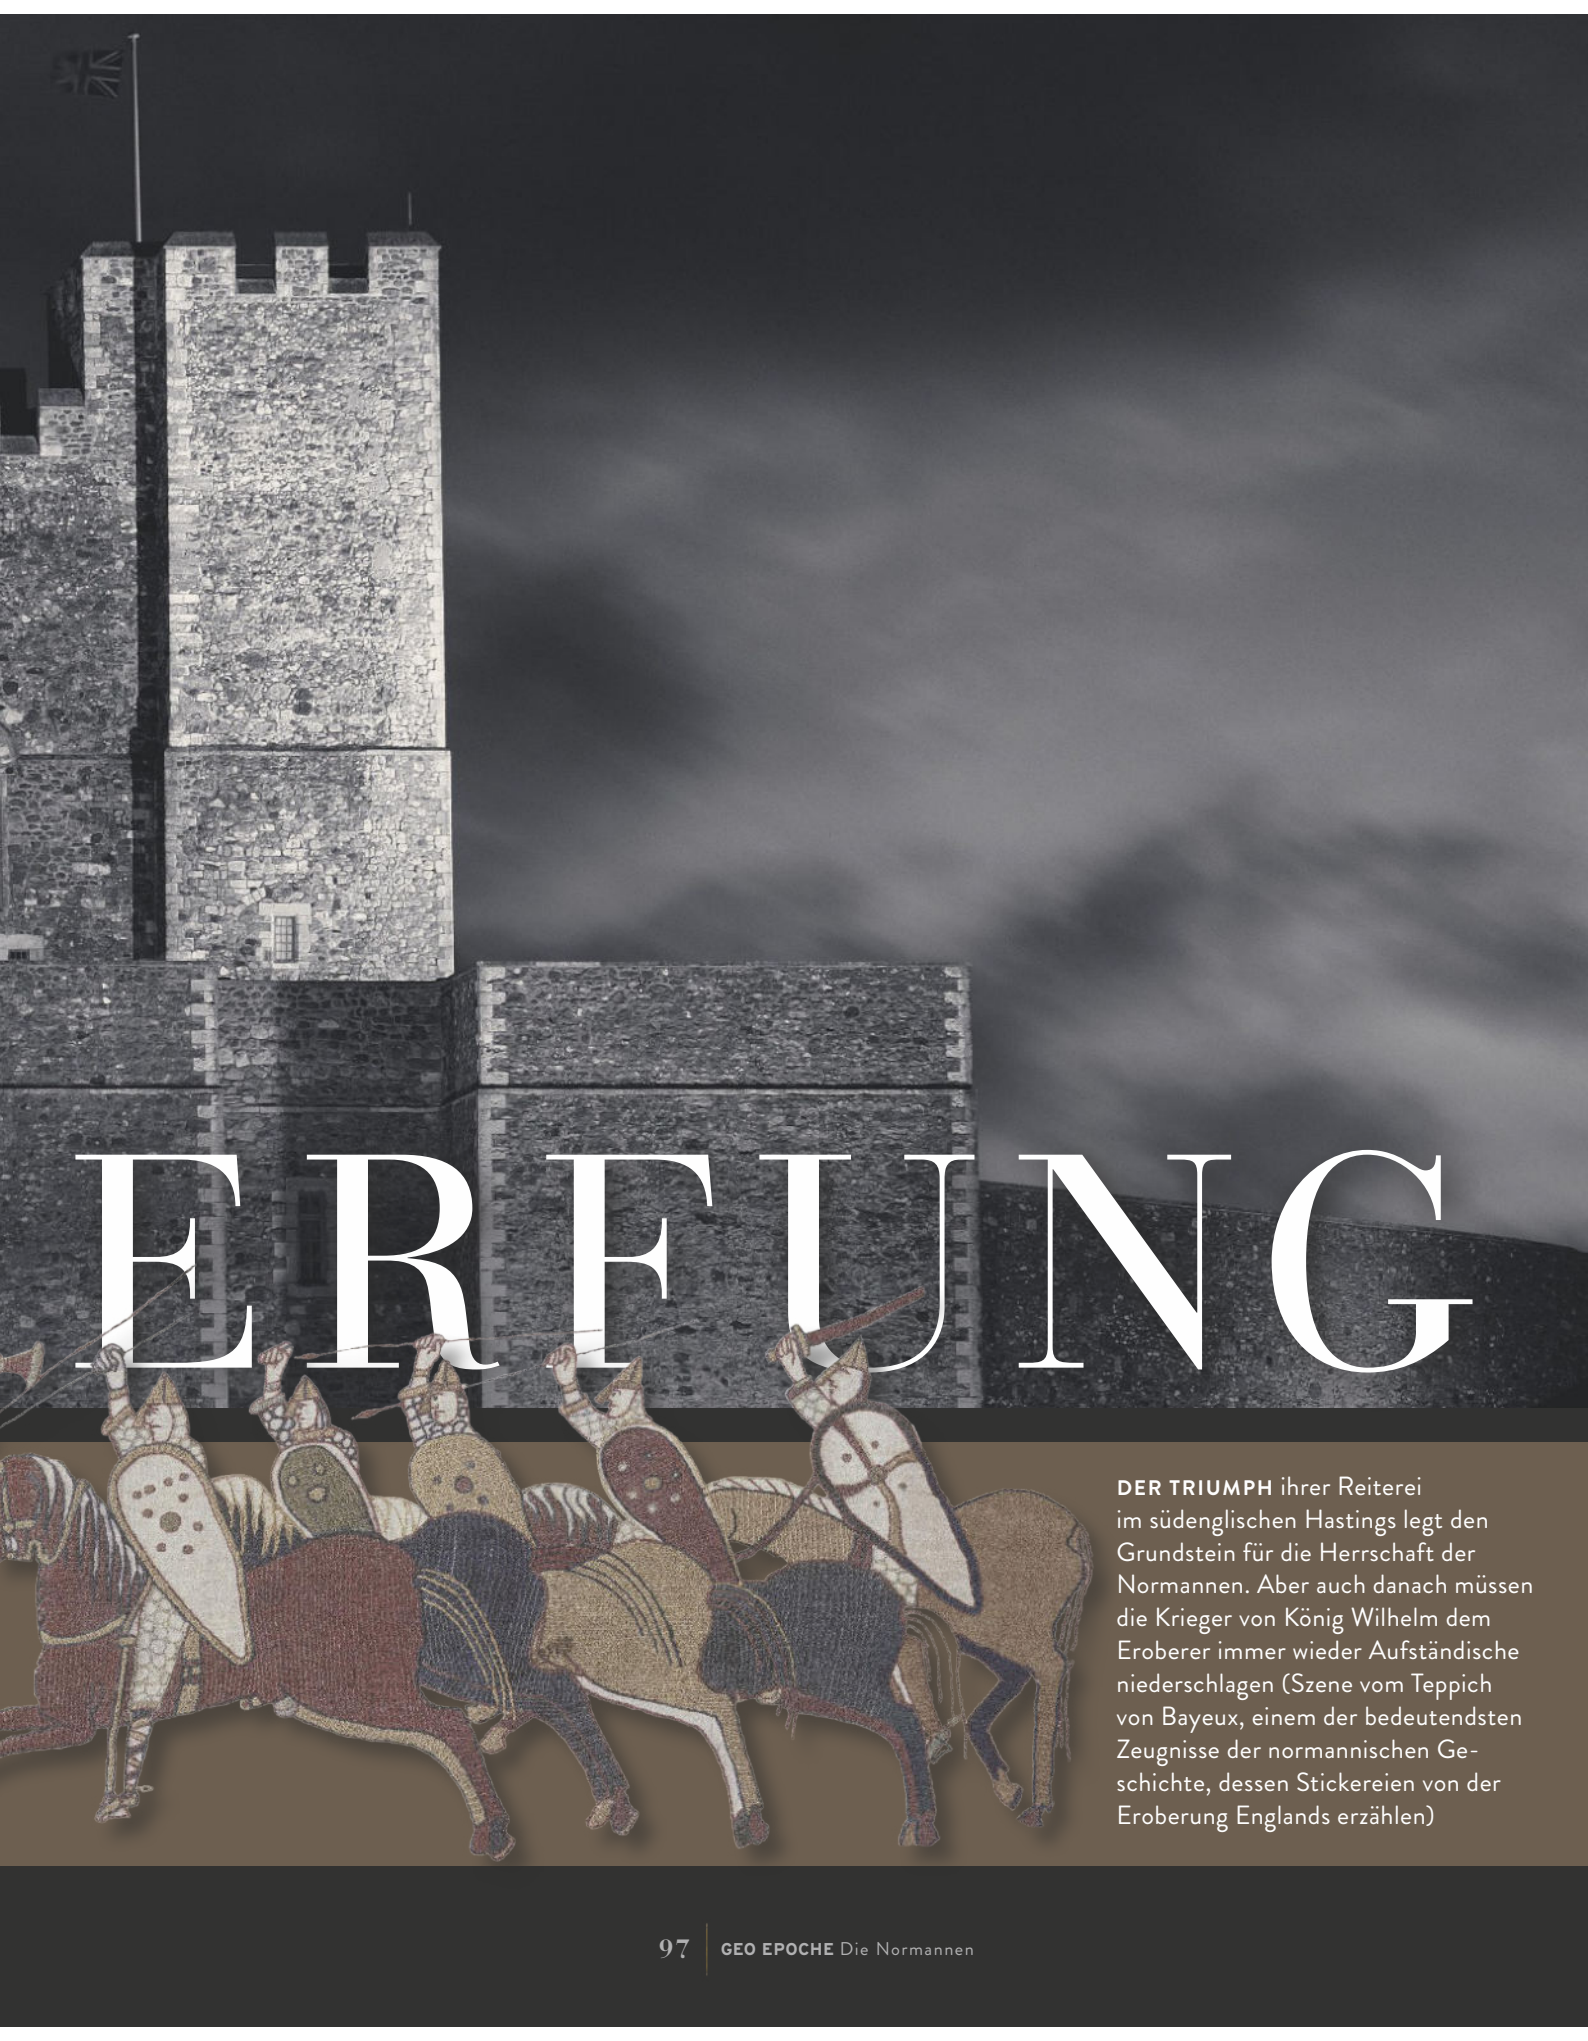 ERFUNG
DER TRIUMPH ihrer Reiterei
im südenglischen Hastings legt den
Grundstein für die Herrschaft der
Normannen. Aber auch danach müssen
die Krieger von König Wilhelm dem
Eroberer immer wieder Aufständische
niederschlagen (Szene vom Teppich
von Bayeux, einem der bedeutendsten
Zeugnisse der normannischen Ge-
schichte, dessen Stickereien von der
Eroberung Englands erzählen)
97 GEO EPOCHE Die Normannen